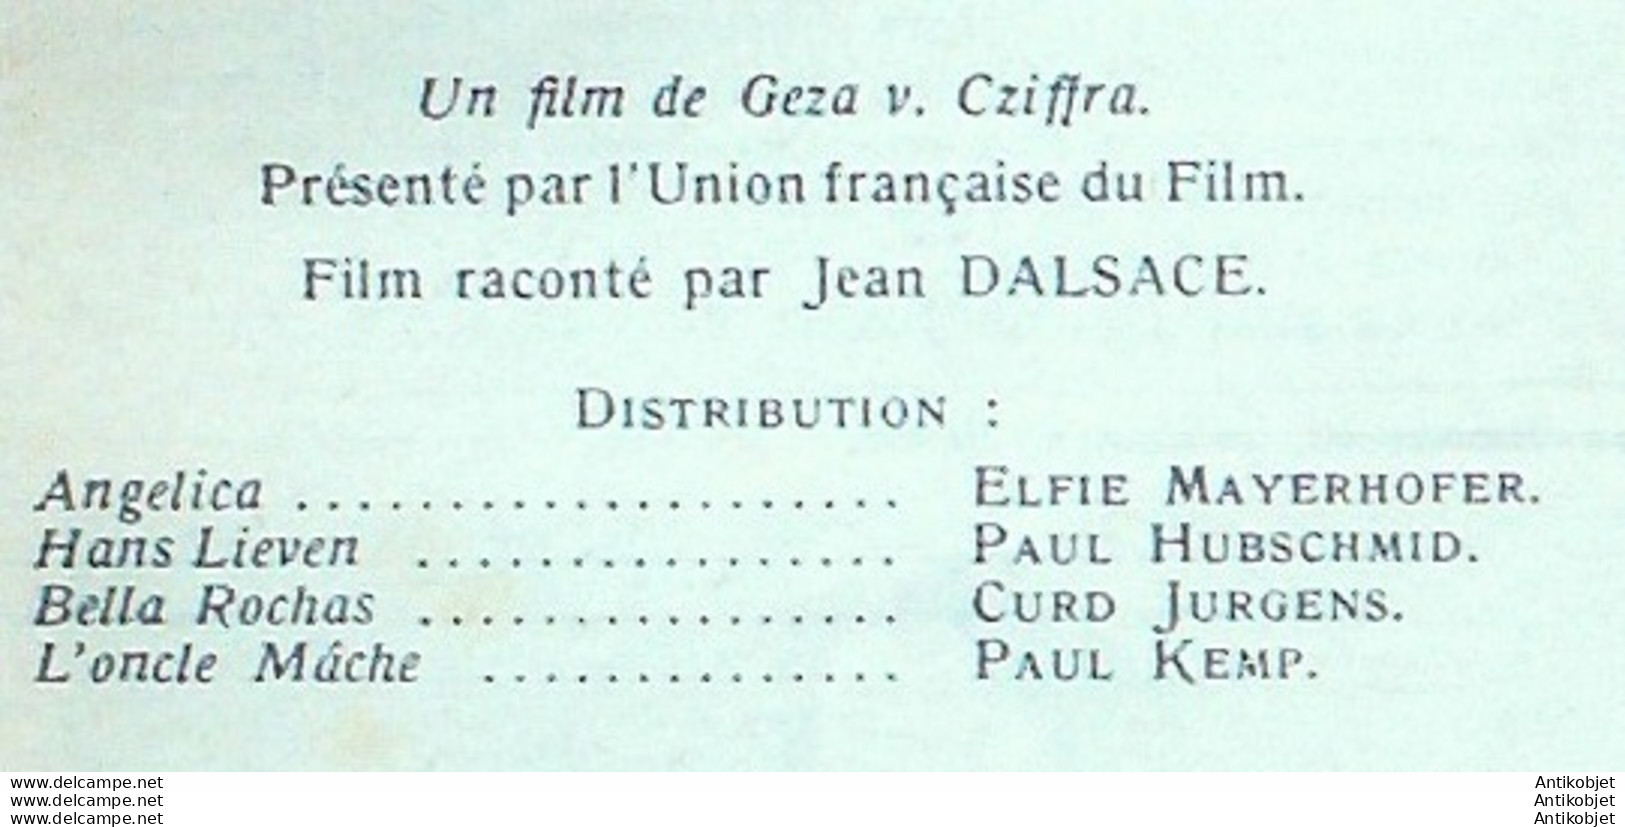 Un film de Geza v. Cziffra.
Présenté par l'Union française du Film.
Film raconté par Jean DALSACE.
DISTRIBUTION :
Angelica ..................... ELFIE MAYERHOFER.
Hans Lieven ................ PAUL HUBSCHMID.
Bella Rochas ................ CURD JURGENS.
L'oncle Mâche .............. PAUL KEMP.
www.delcampe.net Antikobjet
www.delcampe.net Antikobjet
www.delcampe.net Antikobjet